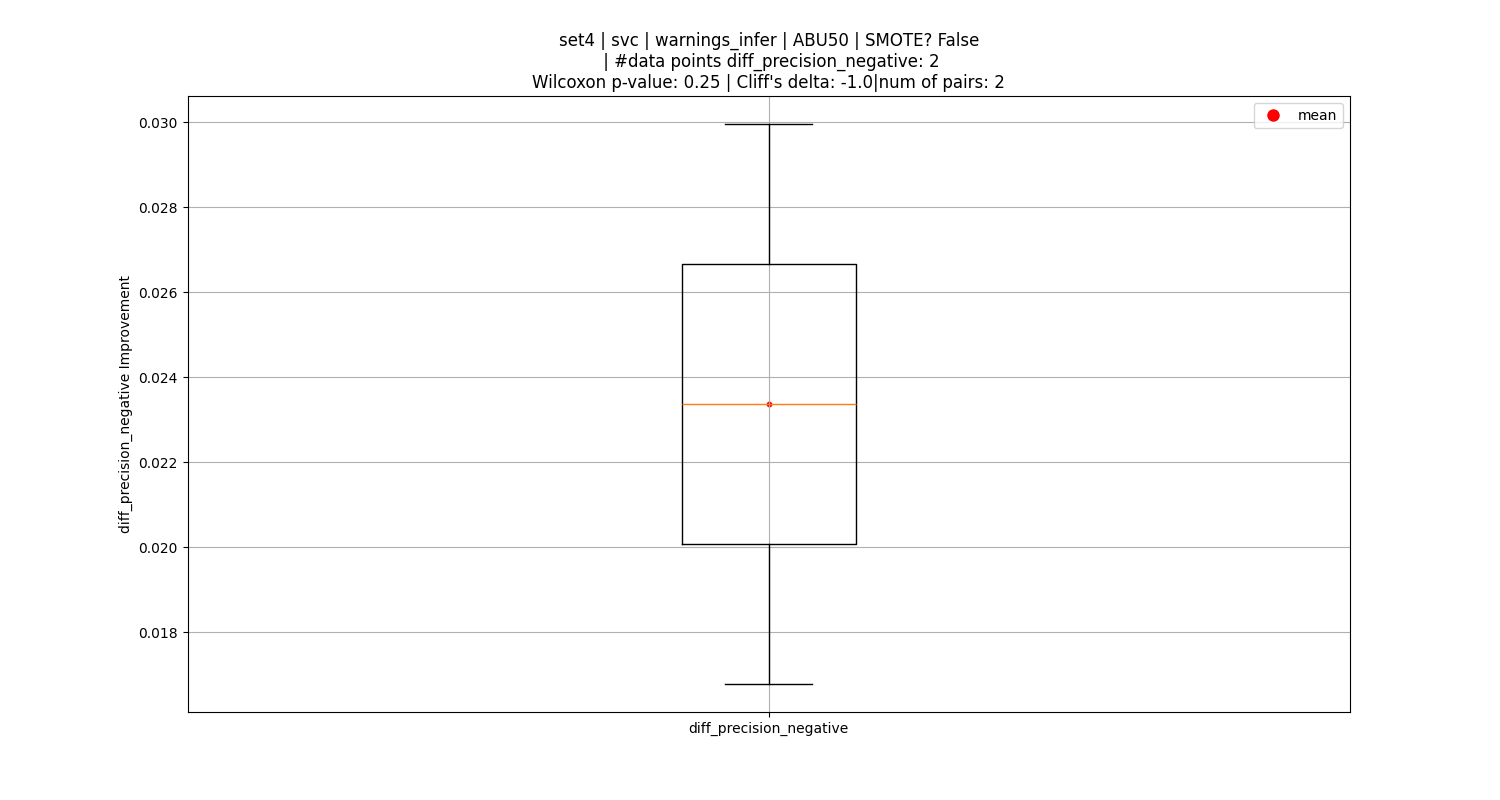 set4 | svc | warnings_infer | ABU50 | SMOTE? False
| #data points diff_precision_negative: 2
Wilcoxon p-value: 0.25 | Cliff's delta: -1.0|num of pairs: 2
mean
0.030
0.028
0.026
0.024
0.022
0.020
0.018
diff_precision_negative Improvement
diff_precision_negative